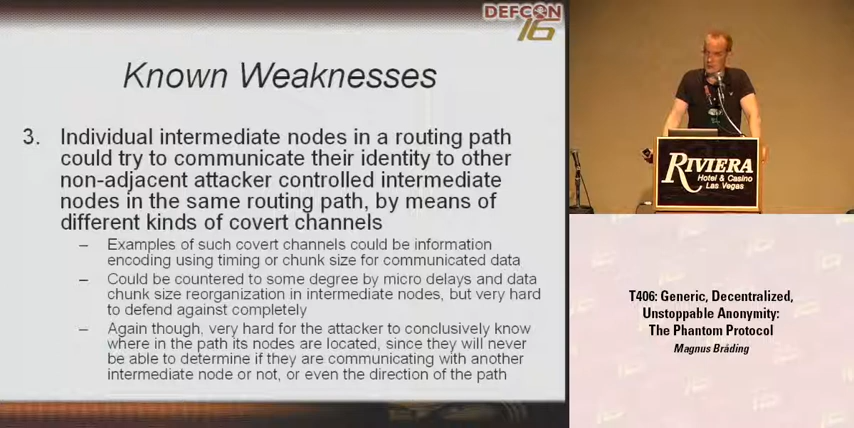 DEFCON
16
Known Weaknesses
3. Individual intermediate nodes in a routing path
could try to communicate their identity to other
non-adjacent attacker controlled intermediate
nodes in the same routing path, by means of
different kinds of covert channels
– Examples of such covert channels could be information
encoding using timing or chunk size for communicated data
– Could be countered to some degree by micro delays and data
chunk size reorganization in intermediate nodes, but very hard
to defend against completely
– Again though, very hard for the attacker to conclusively know
where in the path its nodes are located, since they will never
be able to determine if they are communicating with another
intermediate node or not, or even the direction of the path
RIVIERA
Hotel & Casino
Las Vegas
T406: Generic, Decentralized,
Unstoppable Anonymity:
The Phantom Protocol
Magnus Bråding